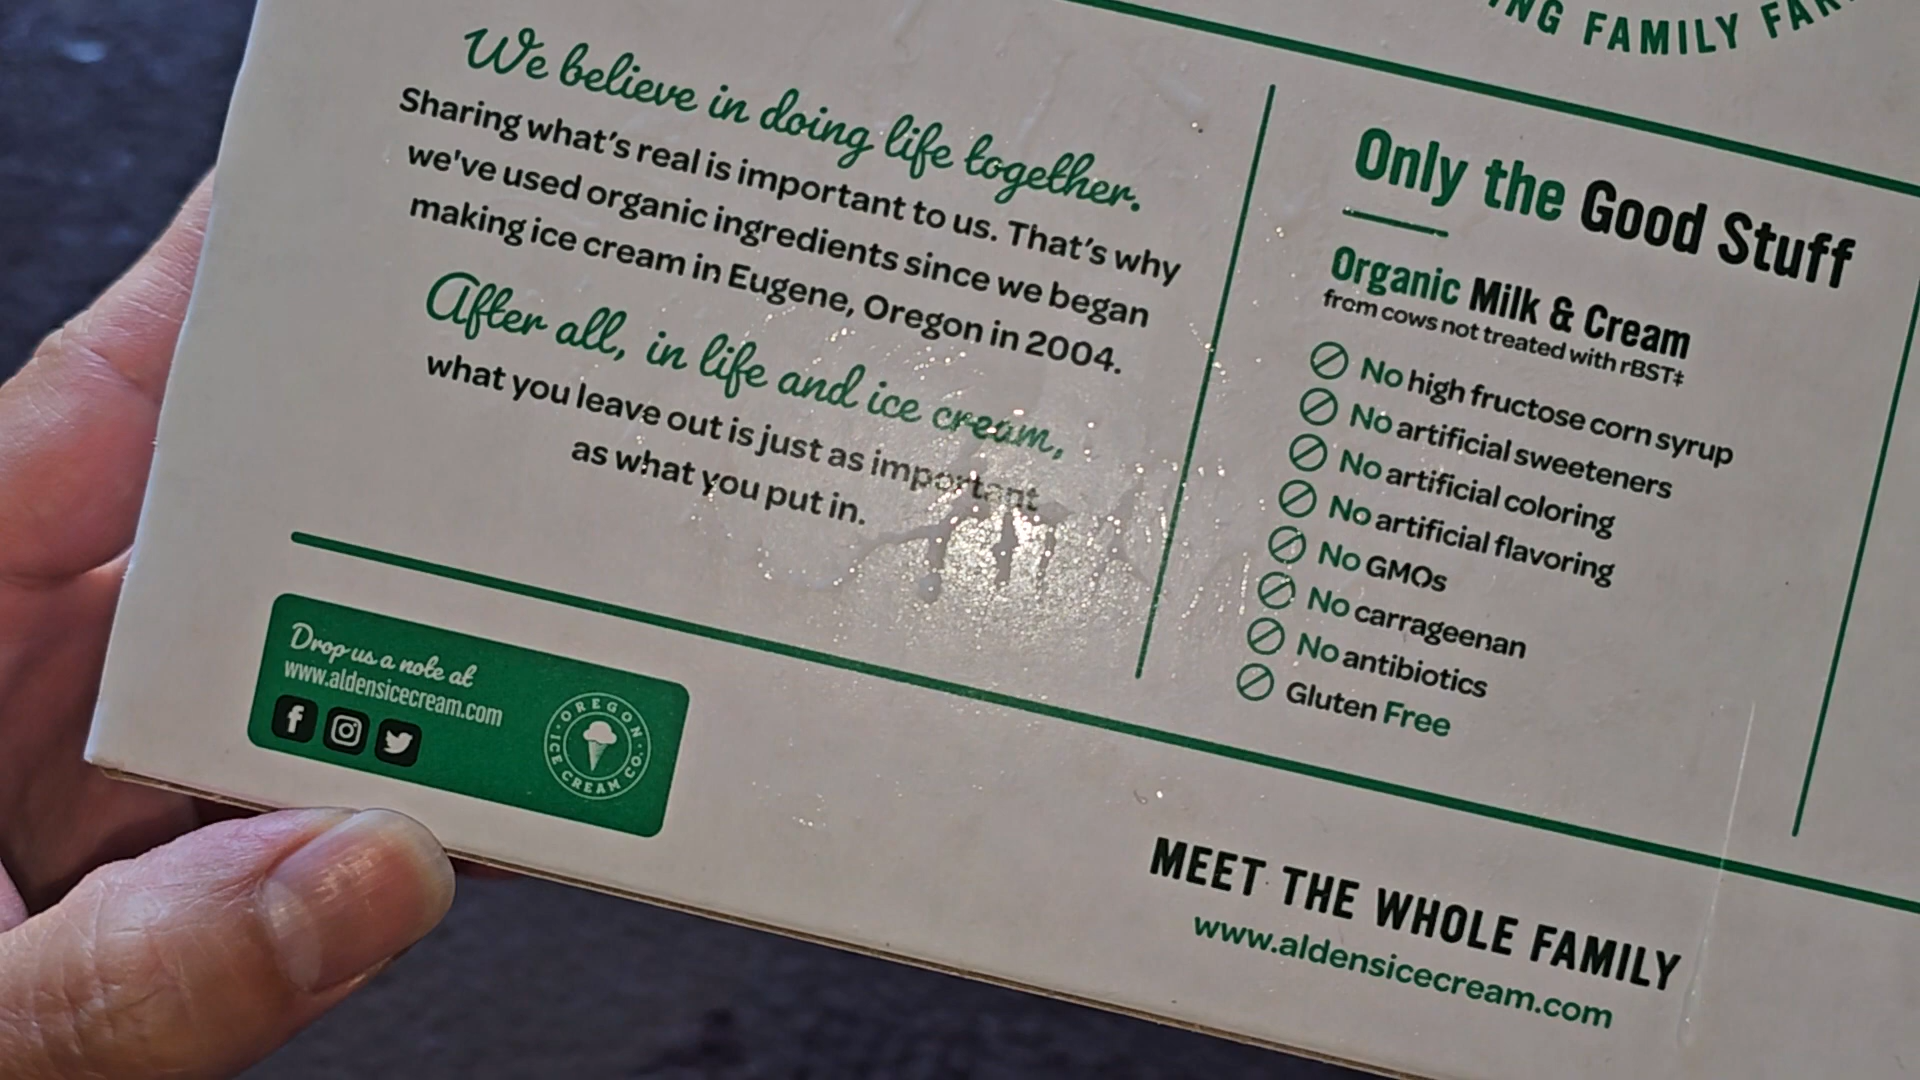 ING FAMILY FAR
We believe in doing life together.
Sharing what's real is important to us. That's why
we've used organic ingredients since we began
making ice cream in Eugene, Oregon in 2004.
After all, in life and ice cream,
what you leave out is just as important
as what you put in.
Only the Good Stuff
Organic Milk & Cream
from cows not treated with rBST‡
No high fructose corn syrup
No artificial sweeteners
No artificial coloring
No artificial flavoring
No GMOs
No carrageenan
No antibiotics
Gluten Free
Drop us a note at
www.aldensicecream.com
OREGON
ICE CREAM CO.
MEET THE WHOLE FAMILY
www.aldensicecream.com